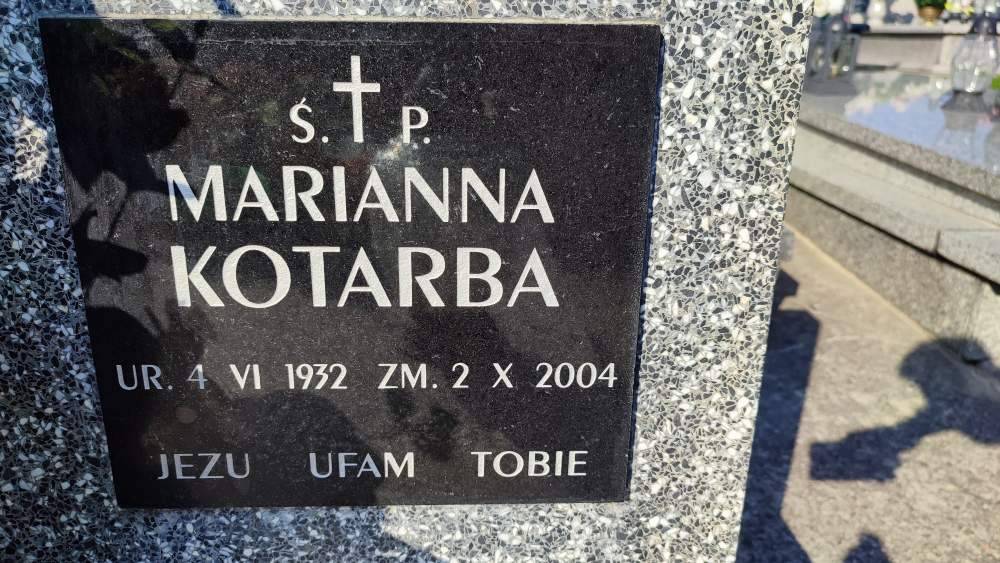 Ś. P.
MARIANNA
KOTARBA
UR. 4 VI 1932 ZM. 2 X 2004
JEZU UFAM TOBIE